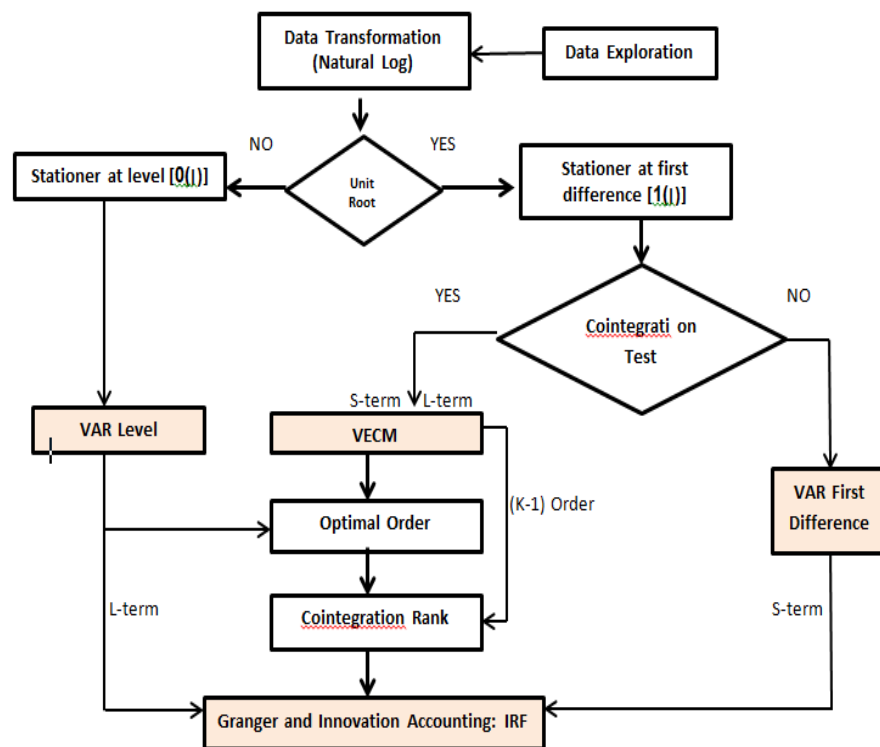 Data Transformation
(Natural Log)
Data Exploration
NO
YES
Stationer at level [0(I)]
Unit
Root
Stationer at first
difference [1(I)]
YES
NO
Cointegrati on
Test
S-term
L-term
VAR Level
VECM
(K-1) Order
VAR First
Difference
Optimal Order
L-term
Cointegration Rank
S-term
Granger and Innovation Accounting: IRF